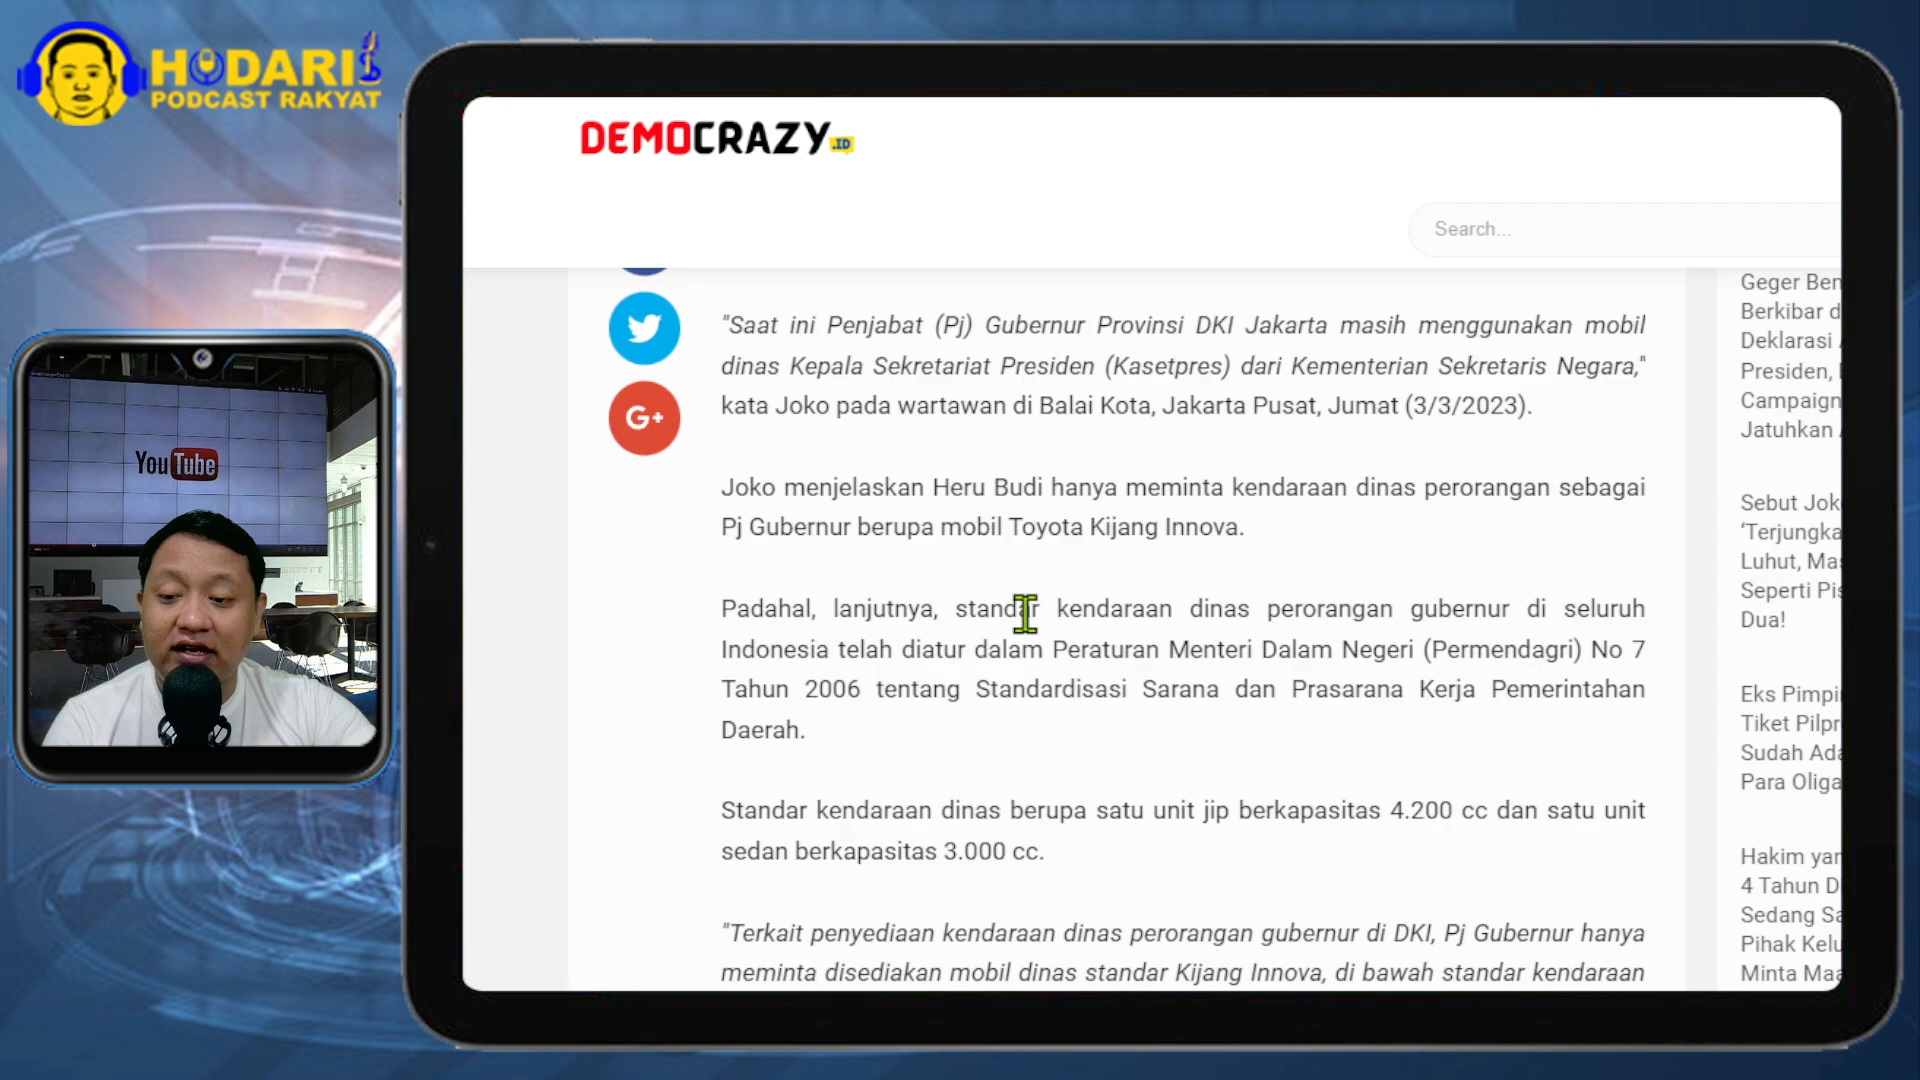 HODARI
PODCAST RAKYAT
YouTube
DEMOCRAZY.ID
Search...
"Saat ini Penjabat (Pj) Gubernur Provinsi DKI Jakarta masih menggunakan mobil
dinas Kepala Sekretariat Presiden (Kasetpres) dari Kementerian Sekretaris Negara,"
kata Joko pada wartawan di Balai Kota, Jakarta Pusat, Jumat (3/3/2023).
G+
Joko menjelaskan Heru Budi hanya meminta kendaraan dinas perorangan sebagai
Pj Gubernur berupa mobil Toyota Kijang Innova.
Padahal, lanjutnya, standar kendaraan dinas perorangan gubernur di seluruh
Indonesia telah diatur dalam Peraturan Menteri Dalam Negeri (Permendagri) No 7
Tahun 2006 tentang Standardisasi Sarana dan Prasarana Kerja Pemerintahan
Daerah.
Standar kendaraan dinas berupa satu unit jip berkapasitas 4.200 cc dan satu unit
sedan berkapasitas 3.000 cc.
"Terkait penyediaan kendaraan dinas perorangan gubernur di DKI, Pj Gubernur hanya
meminta disediakan mobil dinas standar Kijang Innova, di bawah standar kendaraan
Geger Ben
Berkibar d
Deklarasi
Presiden,
Campaign
Jatuhkan
Sebut Jok
‘Terjungka
Luhut, Mas
Seperti Pis
Dua!
Eks Pimpi
Tiket Pilpr
Sudah Ada
Para Oliga
Hakim yan
4 Tahun D
Sedang Sa
Pihak Kelu
Minta Maa